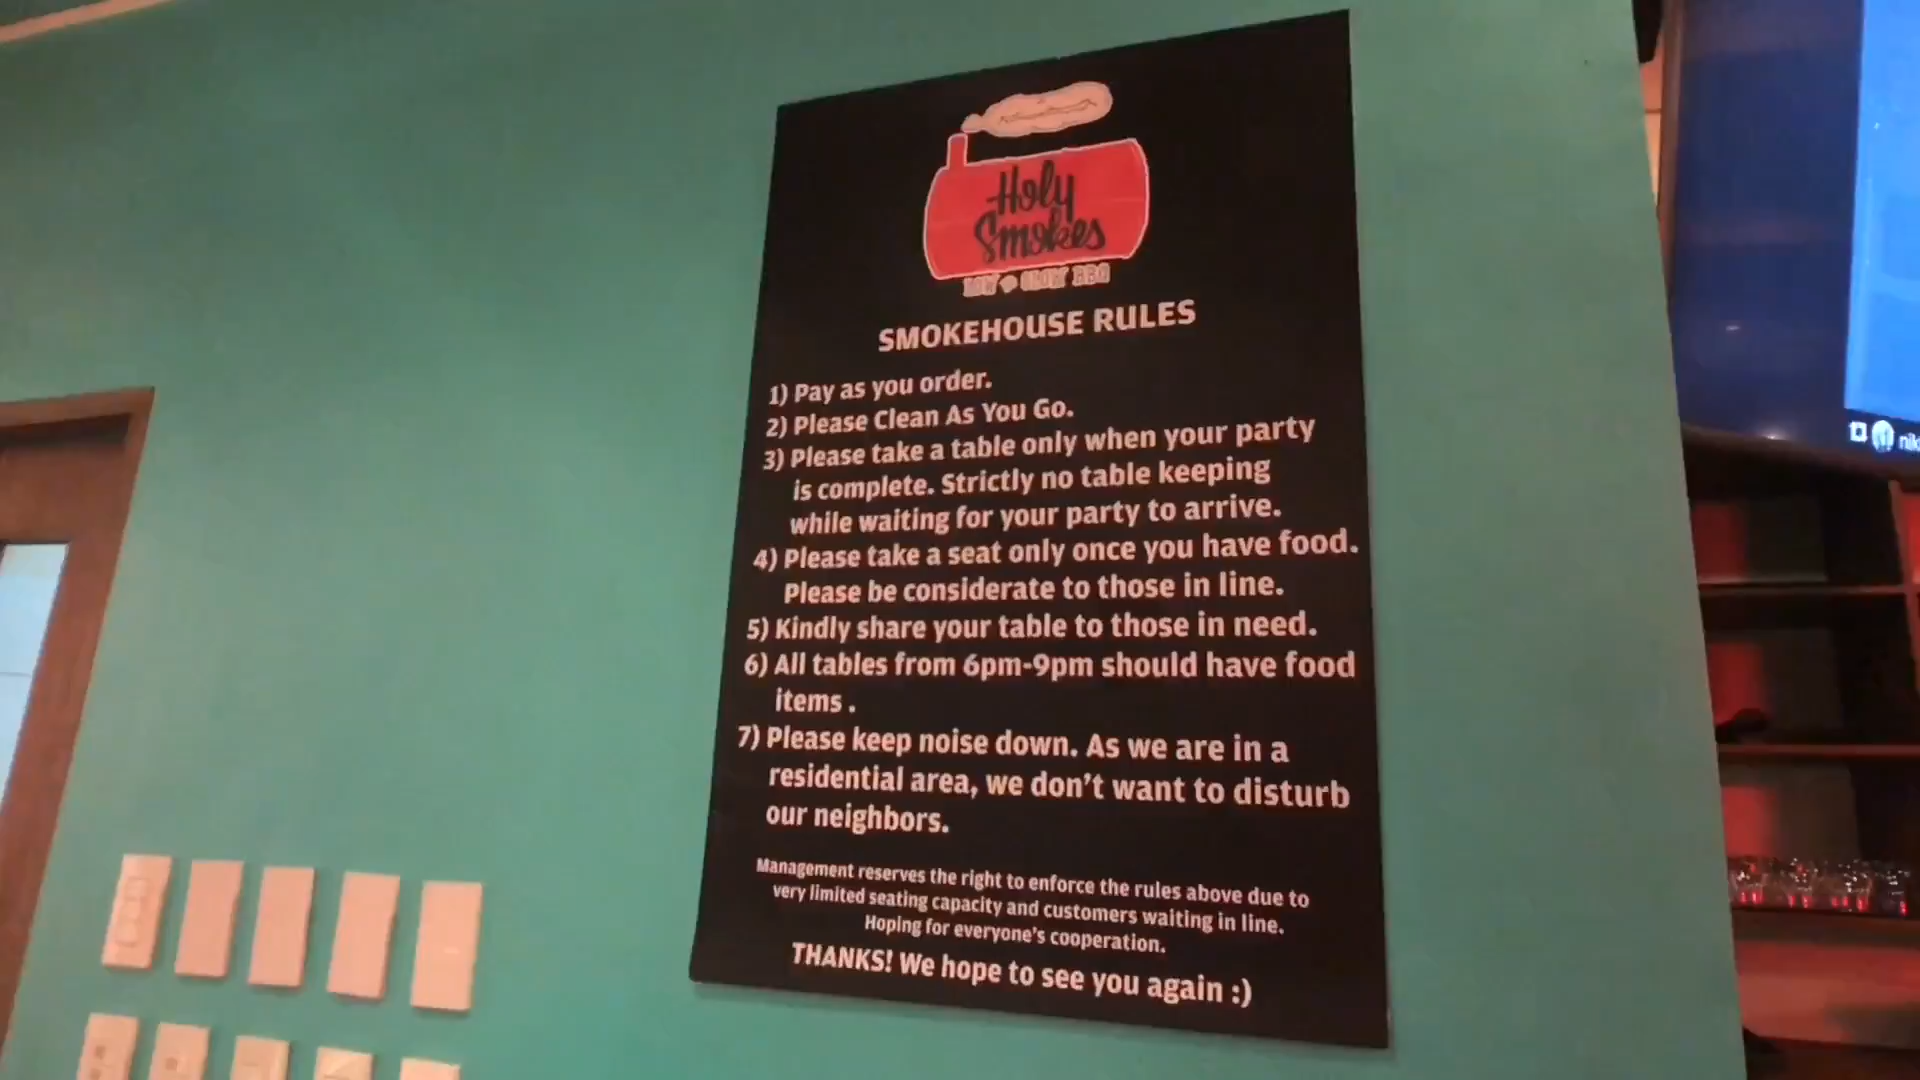 Holy
Smokes
LOW & SLOW BBQ
SMOKEHOUSE RULES
1) Pay as you order.
2) Please Clean As You Go.
3) Please take a table only when your party
is complete. Strictly no table keeping
while waiting for your party to arrive.
4) Please take a seat only once you have food.
Please be considerate to those in line.
5) Kindly share your table to those in need.
6) All tables from 6pm-9pm should have food
items .
7) Please keep noise down. As we are in a
residential area, we don't want to disturb
our neighbors.
Management reserves the right to enforce the rules above due to
very limited seating capacity and customers waiting in line.
Hoping for everyone's cooperation.
THANKS! We hope to see you again :)